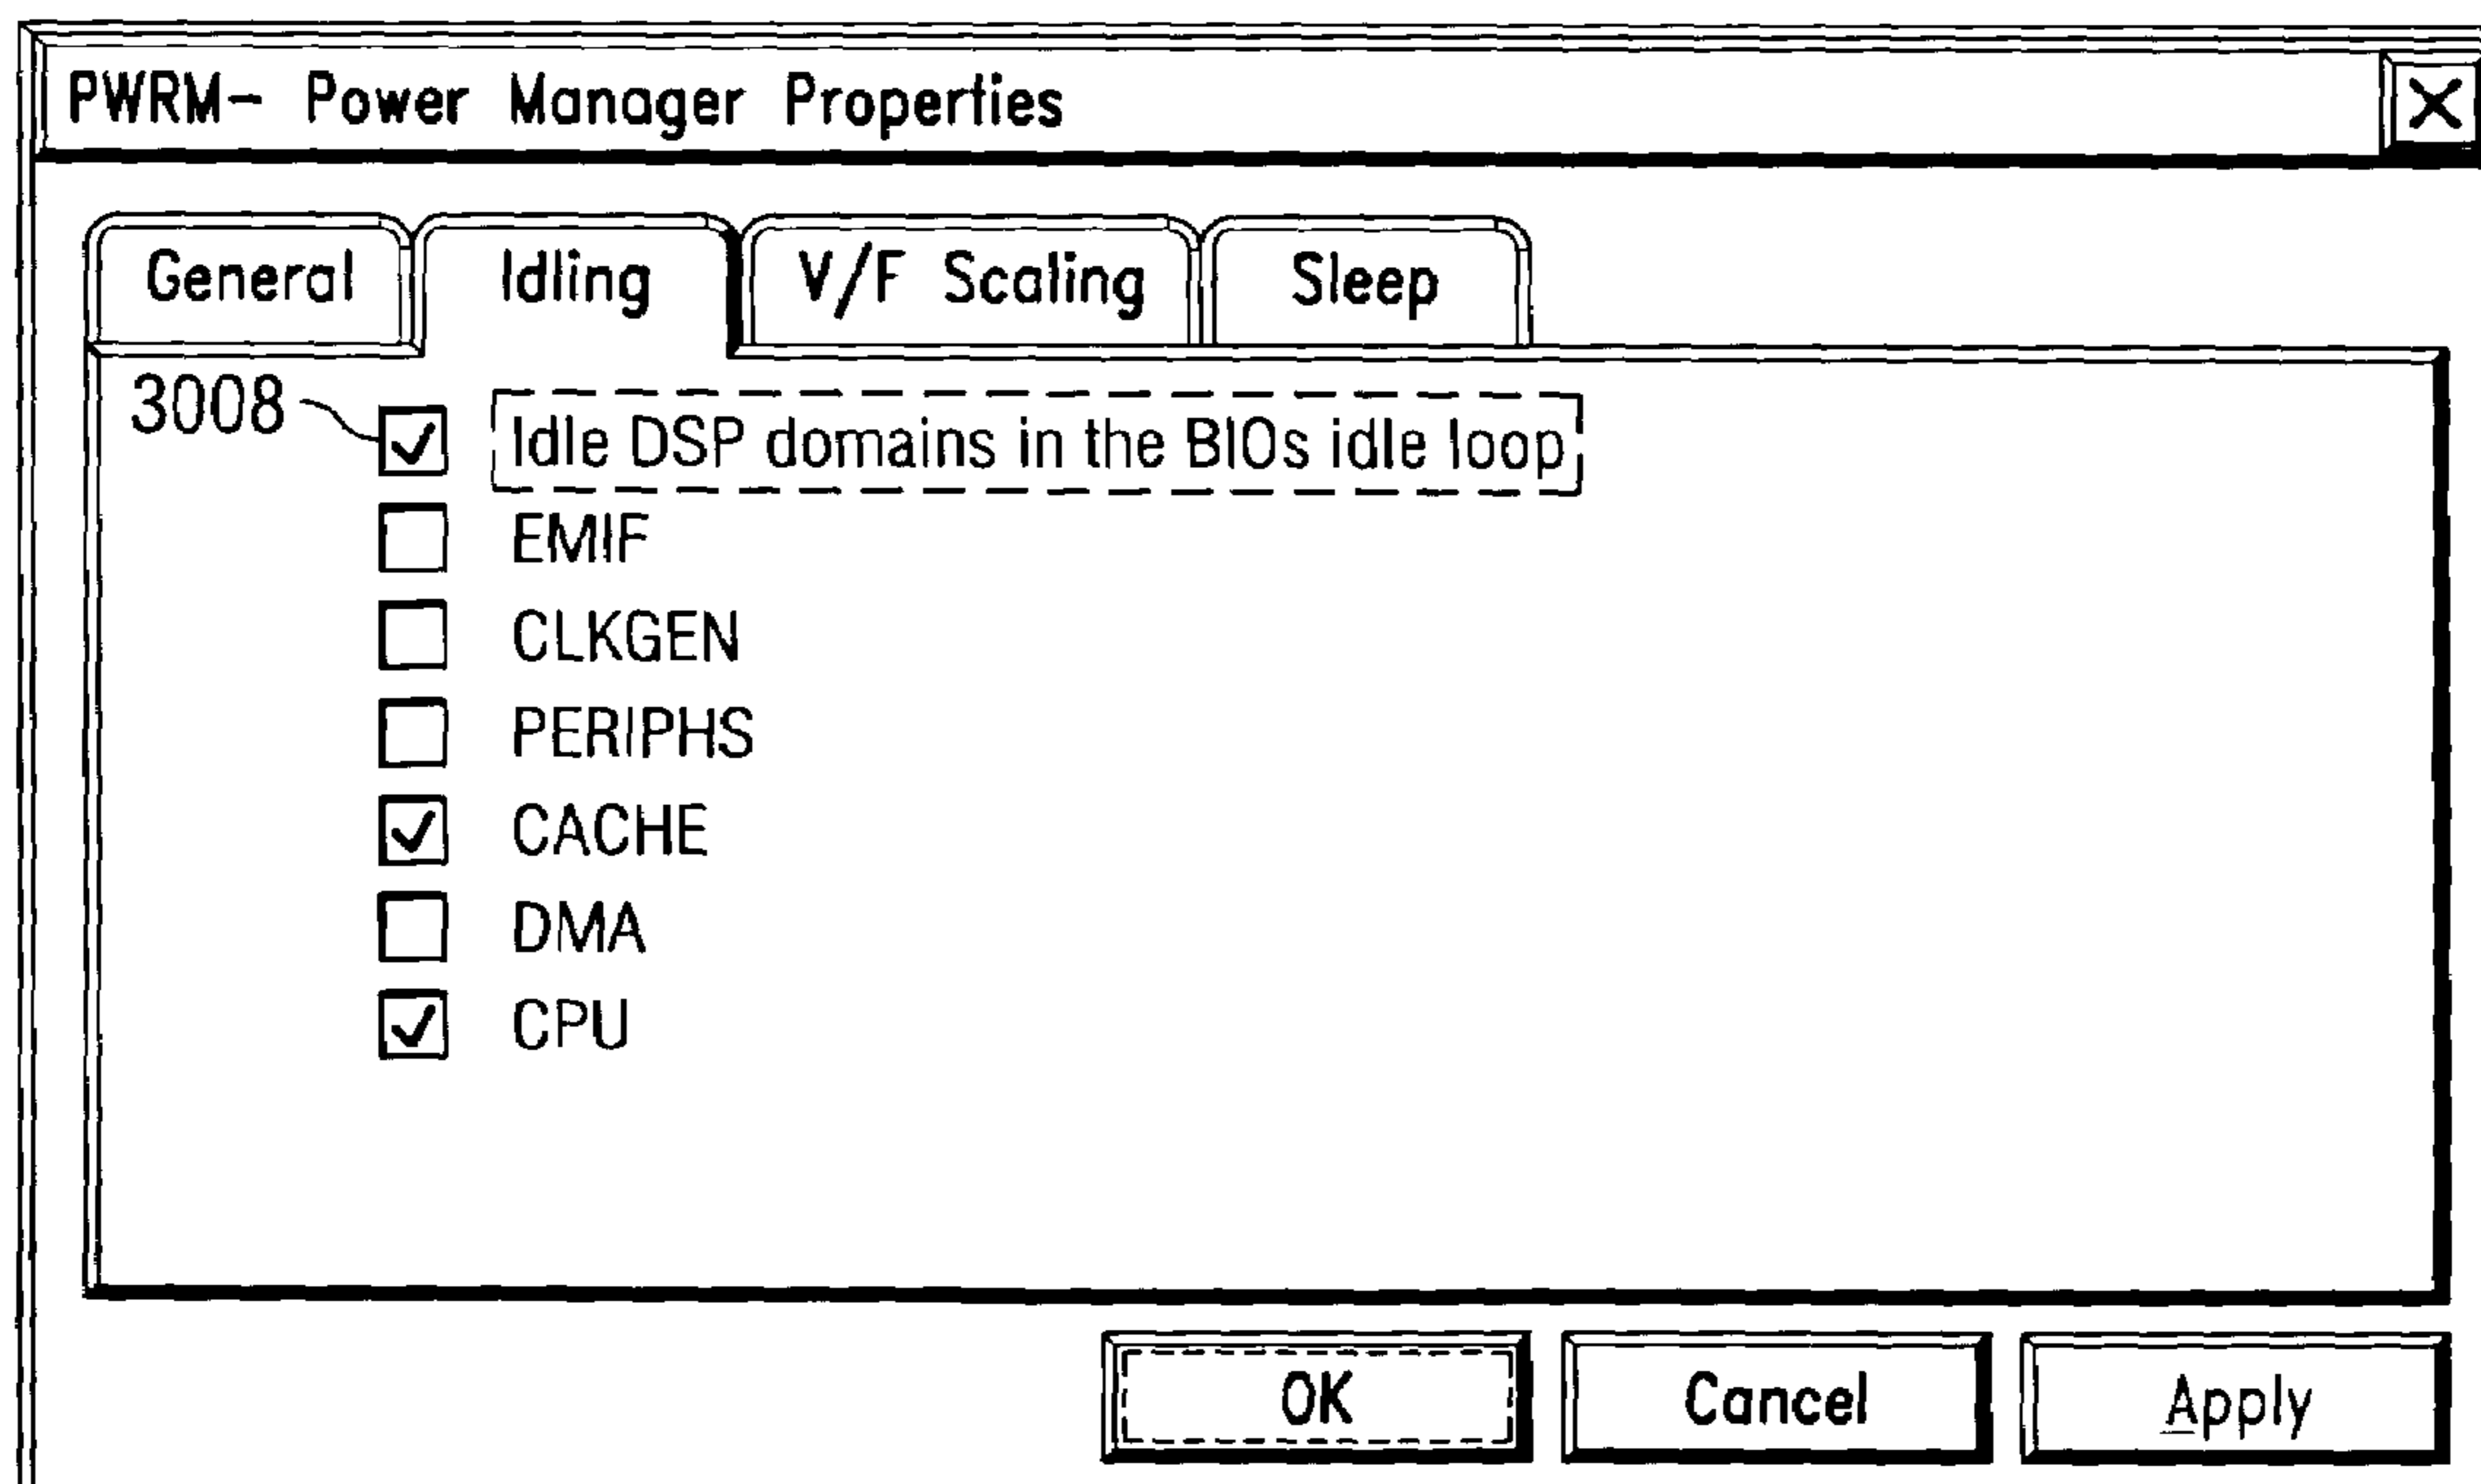 PWRM- Power Manager Properties
General Idling V/F Scaling Sleep
3008 Idle DSP domains in the BIOs idle loop
EMIF
CLKGEN
PERIPHS
CACHE
DMA
CPU
OK Cancel Apply